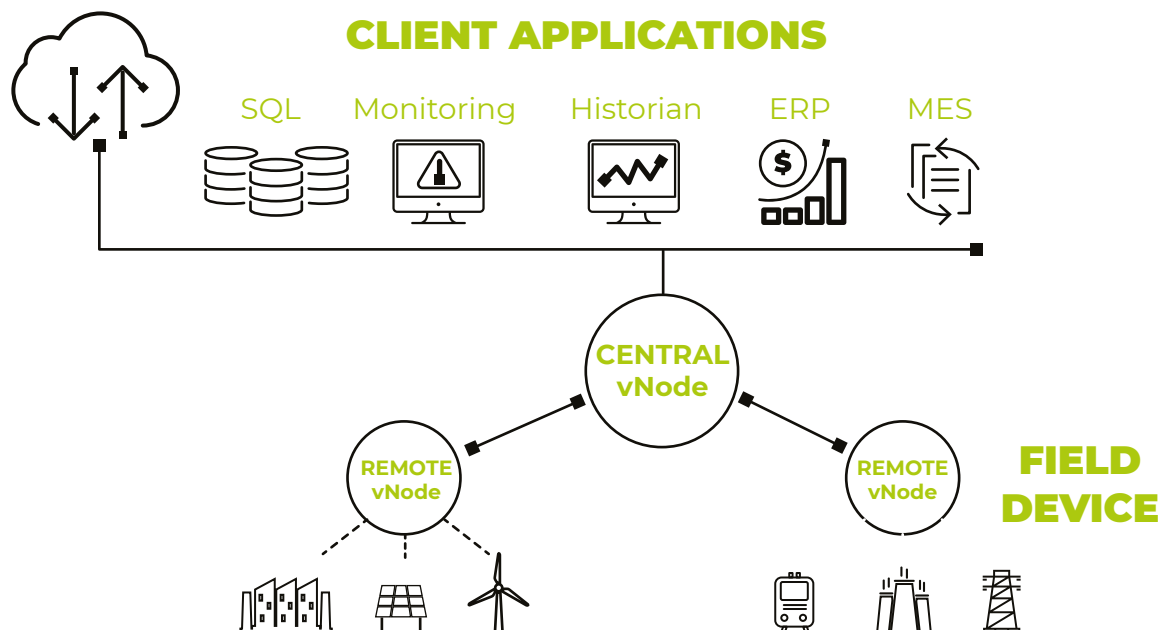 CLIENT APPLICATIONS
SQL
Monitoring
Historian
ERP
MES
$
CENTRAL
vNode
REMOTE
vNode
REMOTE
vNode
FIELD
DEVICE